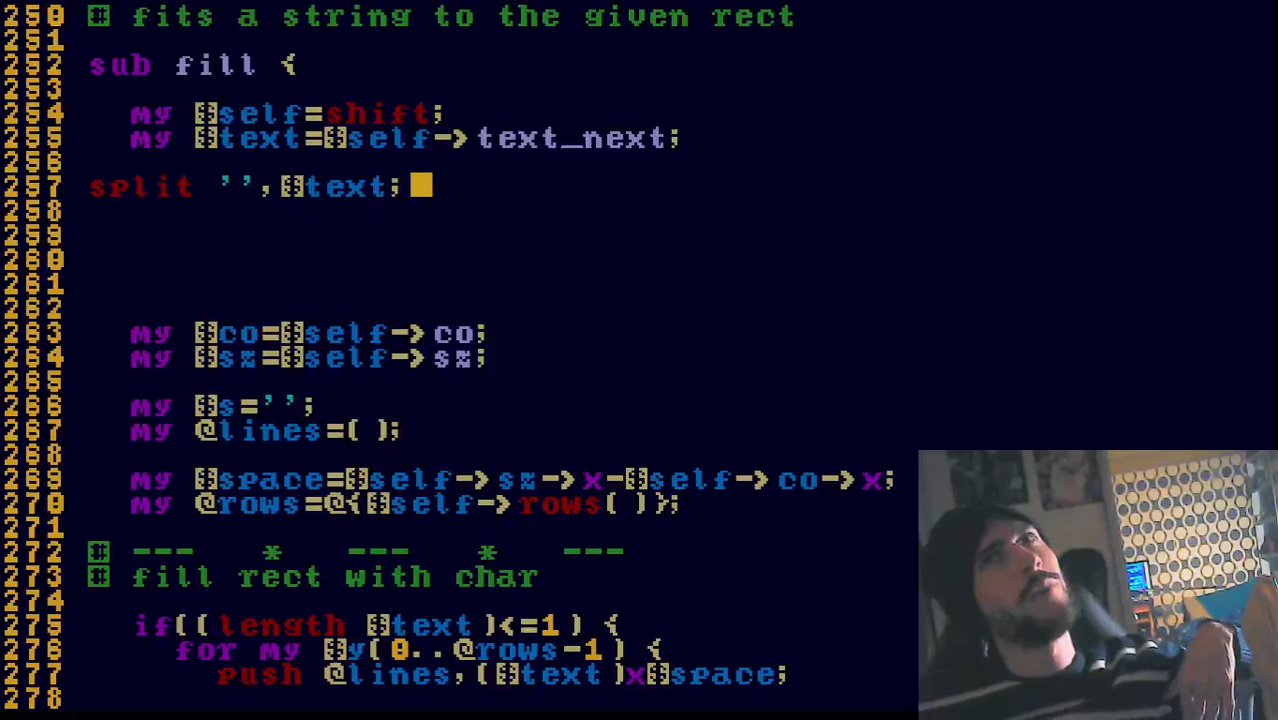 250 # fits a string to the given rect
251
252 sub fill {
253
254 my $self=shift;
255 my $text=$self->text_next;
256
257 split '',$text;
258
259
260
261
262
263 my $co=$self->co;
264 my $sz=$self->sz;
265
266 my $s='';
267 my @lines=( );
268
269 my $space=$self->sz->x-$self->co->x;
270 my @rows=@{$self->rows( )};
271
272 # --- * --- * ---
273 # fill rect with char
274
275 if((length $text)<=1) {
276 for my $y(0..@rows-1) {
277 push @lines,($text)x$space;
278